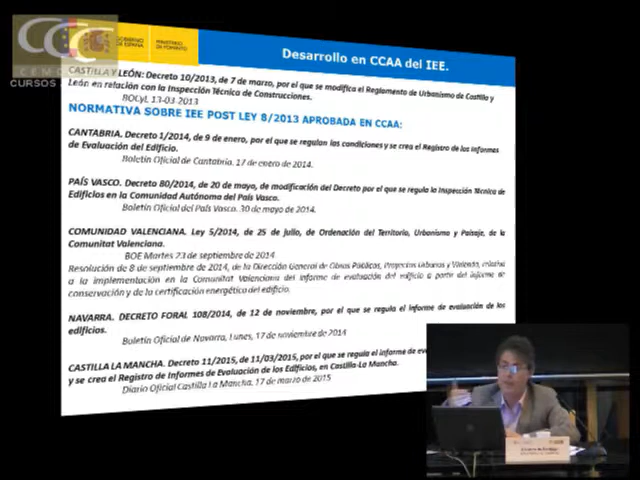 CCC
CEMCO
CURSOS
GOBIERNO
DE ESPAÑA
MINISTERIO
DE FOMENTO
Desarrollo en CCAA del IEE.
CASTILLA Y LEÓN: Decreto 10/2013, de 7 de marzo, por el que se modifica el Reglamento de Urbanismo de Castilla y
León en relación con la Inspección Técnica de Construcciones.
BOCyL 13-03-2013
NORMATIVA SOBRE IEE POST LEY 8/2013 APROBADA EN CCAA:
CANTABRIA. Decreto 1/2014, de 9 de enero, por el que se regulan las condiciones y se crea el Registro de los Informes
de Evaluación del Edificio.
Boletín Oficial de Cantabria. 17 de enero de 2014.
PAÍS VASCO. Decreto 80/2014, de 20 de mayo, de modificación del Decreto por el que se regula la Inspección Técnica de
Edificios en la Comunidad Autónoma del País Vasco.
Boletín Oficial del País Vasco. 30 de mayo de 2014.
COMUNIDAD VALENCIANA. Ley 5/2014, de 25 de julio, de Ordenación del Territorio, Urbanismo y Paisaje, de la
Comunitat Valenciana.
BOE Martes 23 de septiembre de 2014
Resolución de 8 de septiembre de 2014, de la Dirección General de Obras Públicas, Proyectos Urbanos y Vivienda, relativa
a la implementación en la Comunitat Valenciana del informe de evaluación del edificio a partir del informe de
conservación y de la certificación energética del edificio.
NAVARRA. DECRETO FORAL 108/2014, de 12 de noviembre, por el que se regula el informe de evaluación de los
edificios.
Boletín Oficial de Navarra, Lunes, 17 de noviembre de 2014
CASTILLA LA MANCHA. Decreto 11/2015, de 11/03/2015, por el que se regula el informe de
y se crea el Registro de Informes de Evaluación de los Edificios, en Castilla-La Mancha.
Diario Oficial Castilla La Mancha, 17 de marzo de 2015